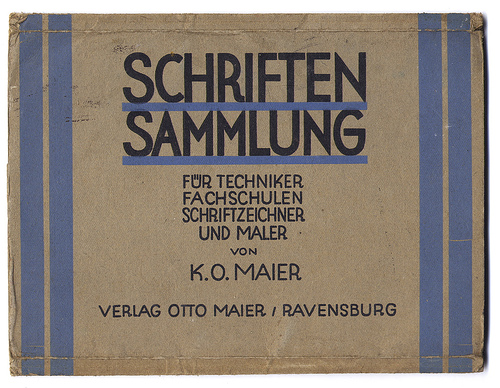 SCHRIFTEN
SAMMLUNG
FÜR TECHNIKER
FACHSCHULEN
SCHRIFTZEICHNER
UND MALER
VON
K.O. MAIER
VERLAG OTTO MAIER / RAVENSBURG